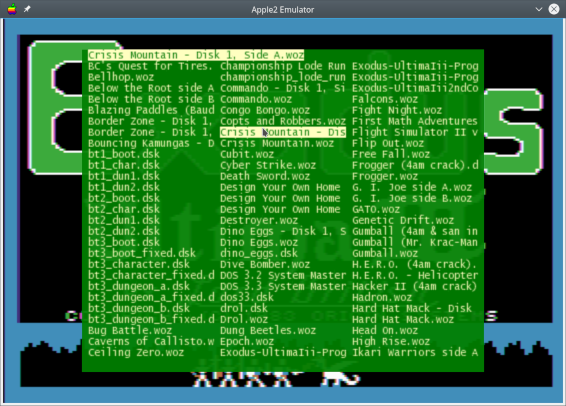 Apple2 Emulator
Crisis Mountain - Disk 1, Side A.woz
BC's Quest for Tires. Championship Lode Run Exodus-UltimaIii-Prog
Bellhop.woz championship_lode_run Exodus-UltimaIii-Prog
Below the Root side A Commando - Disk 1, Si Exodus-UltimaIii2ndCo
Below the Root side B Commando.woz Falcons.woz
Blazing Paddles (Baud Congo Bongo.woz Fight Night.woz
Border Zone - Disk 1, Copts and Robbers.woz First Math Adventures
Border Zone - Disk 1, Crisis Mountain - Dis Flight Simulator II v
Bouncing Kamungas - D Crisis Mountain.woz Flip Out.woz
bt1_boot.dsk Cubit.woz Free Fall.woz
bt1_char.dsk Cyber Strike.woz Frogger (4am crack).d
bt1_dun1.dsk Death Sword.woz Frogger.woz
bt1_dun2.dsk Design Your Own Home G. I. Joe side A.woz
bt2_boot.dsk Design Your Own Home G. I. Joe side B.woz
bt2_char.dsk Design Your Own Home GATO.woz
bt2_dun1.dsk Destroyer.woz Genetic Drift.woz
bt2_dun2.dsk Dino Eggs - Disk 1, S Gumball (4am & san in
bt3_boot.dsk Dino Eggs.woz Gumball (Mr. Krac-Man
bt3_boot_fixed.dsk dino_eggs.dsk Gumball.woz
bt3_character.dsk Dive Bomber.woz H.E.R.O. (4am crack).
bt3_character_fixed.d DOS 3.2 System Master H.E.R.O. - Helicopter
bt3_dungeon_a.dsk DOS 3.3 System Master Hacker II (4am crack)
bt3_dungeon_a_fixed.d dos33.dsk Hadron.woz
bt3_dungeon_b.dsk drol.dsk Hard Hat Mack - Disk
bt3_dungeon_b_fixed.d Drol.woz Hard Hat Mack.woz
Bug Battle.woz Dung Beetles.woz Head On.woz
Caverns of Callisto.w Epoch.woz High Rise.woz
Ceiling Zero.woz Exodus-UltimaIii-Prog Ikari Warriors side A